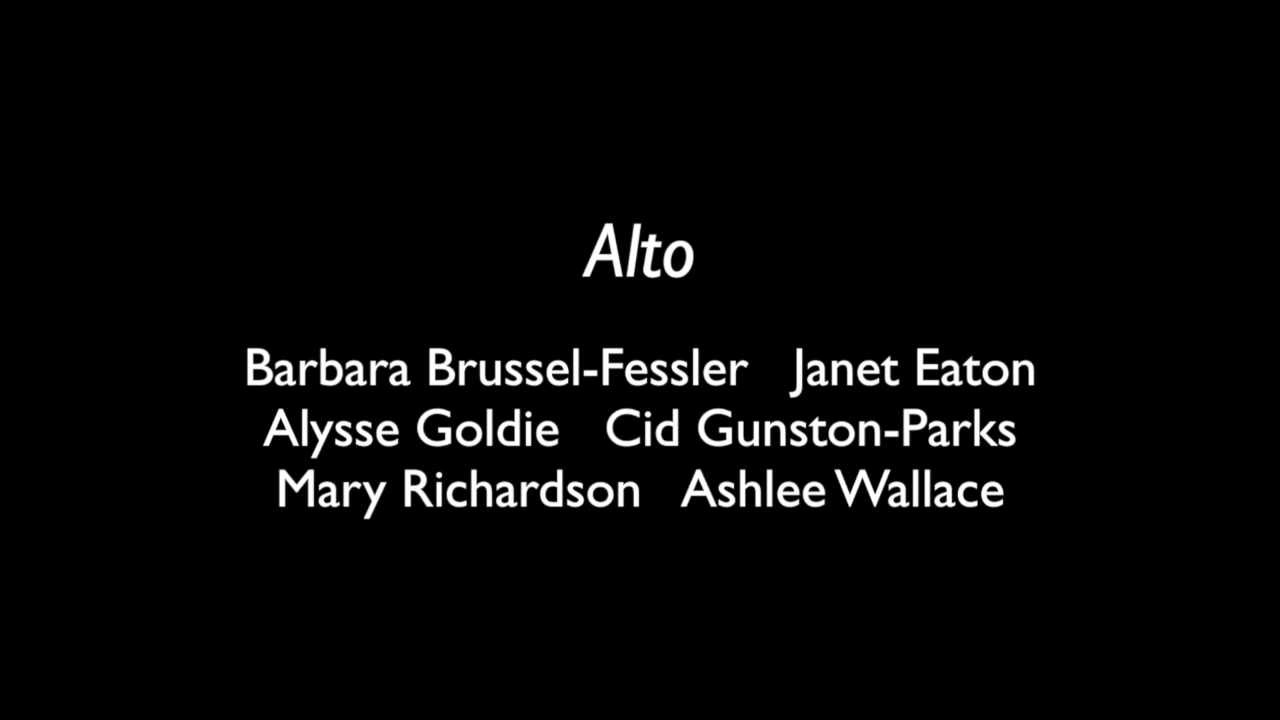 Alto
Barbara Brussel-Fessler Janet Eaton
Alysse Goldie Cid Gunston-Parks
Mary Richardson Ashlee Wallace